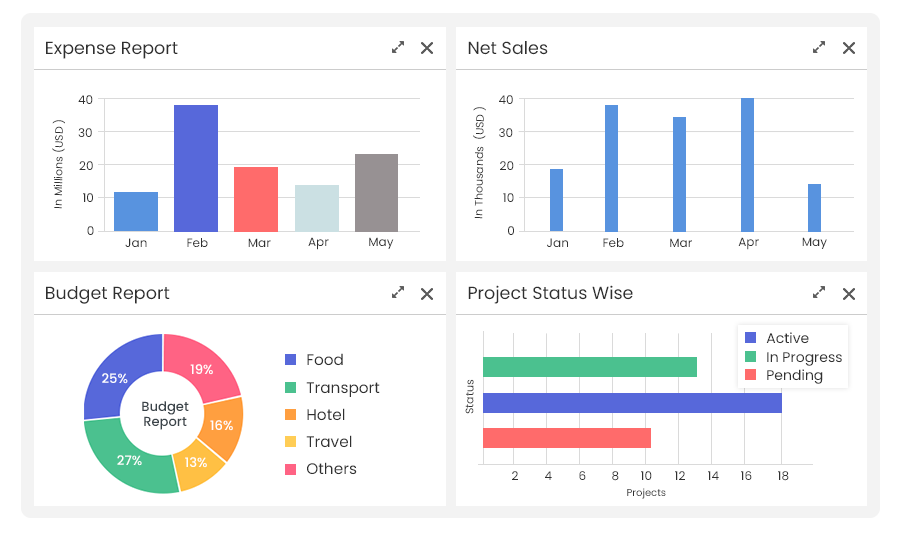 Expense Report
In Millions (USD )
40
30
20
10
0
Jan Feb Mar Apr May
Net Sales
In Thousands (USD )
40
30
20
10
0
Jan Feb Mar Apr May
Budget Report
25%
19%
16%
13%
27%
Budget
Report
Food
Transport
Hotel
Travel
Others
Project Status Wise
Active
In Progress
Pending
Status
2 4 6 8 10 12 14 16 18
Projects